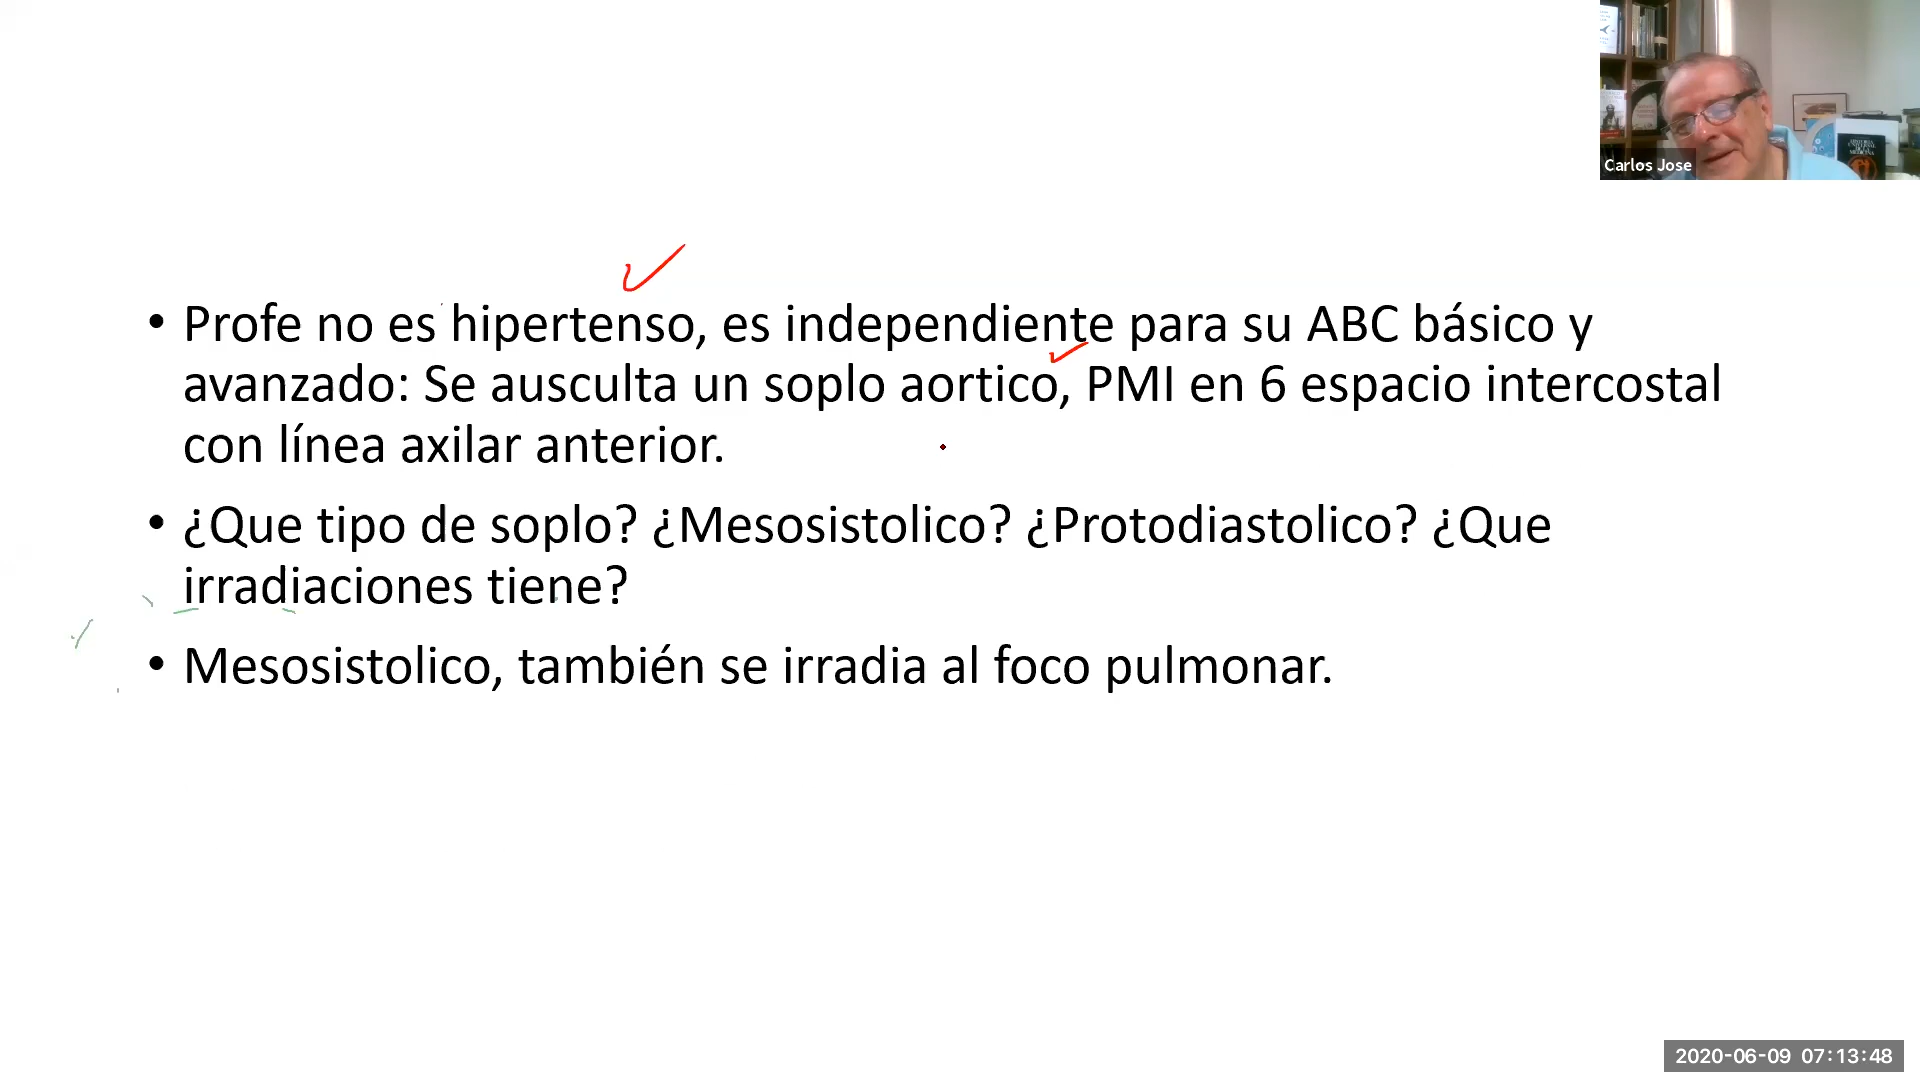 Carlos Jose
• Profe no es hipertenso, es independiente para su ABC básico y
avanzado: Se ausculta un soplo aortico, PMI en 6 espacio intercostal
con línea axilar anterior.
• ¿Que tipo de soplo? ¿Mesosistolico? ¿Protodiastolico? ¿Que
irradiaciones tiene?
• Mesosistolico, también se irradia al foco pulmonar.
2020-06-09 07:13:48